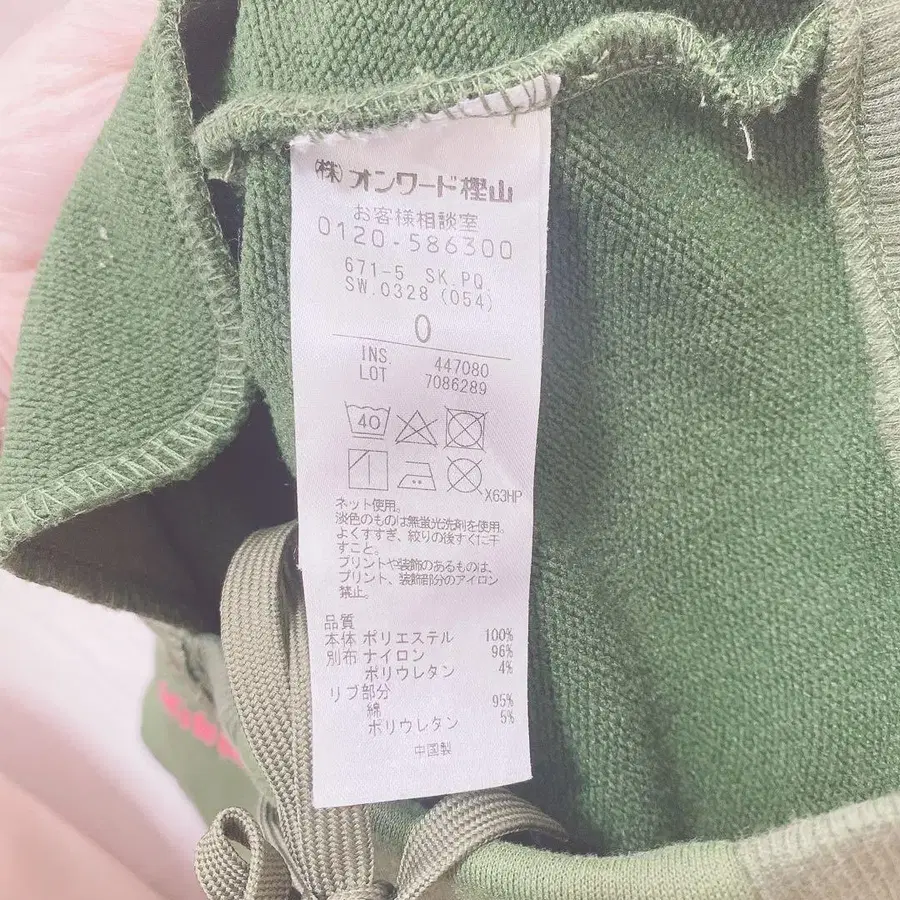 ㈱オンワード樫山
お客様相談室
0120-586300
671-5 SK.PQ.
SW.0328 (054)
0
INS. 447080
LOT 7086289
40
X63HP
ネット使用。
淡色のものは無蛍光洗剤を使用。
よくすすぎ、絞りの後すぐに干
すこと。
プリントや装飾のあるものは、
プリント、装飾部分のアイロン
禁止。
品質
本体 ポリエステル 100%
別布 ナイロン 96%
ポリウレタン 4%
リブ部分
綿 95%
ポリウレタン 5%
中国製